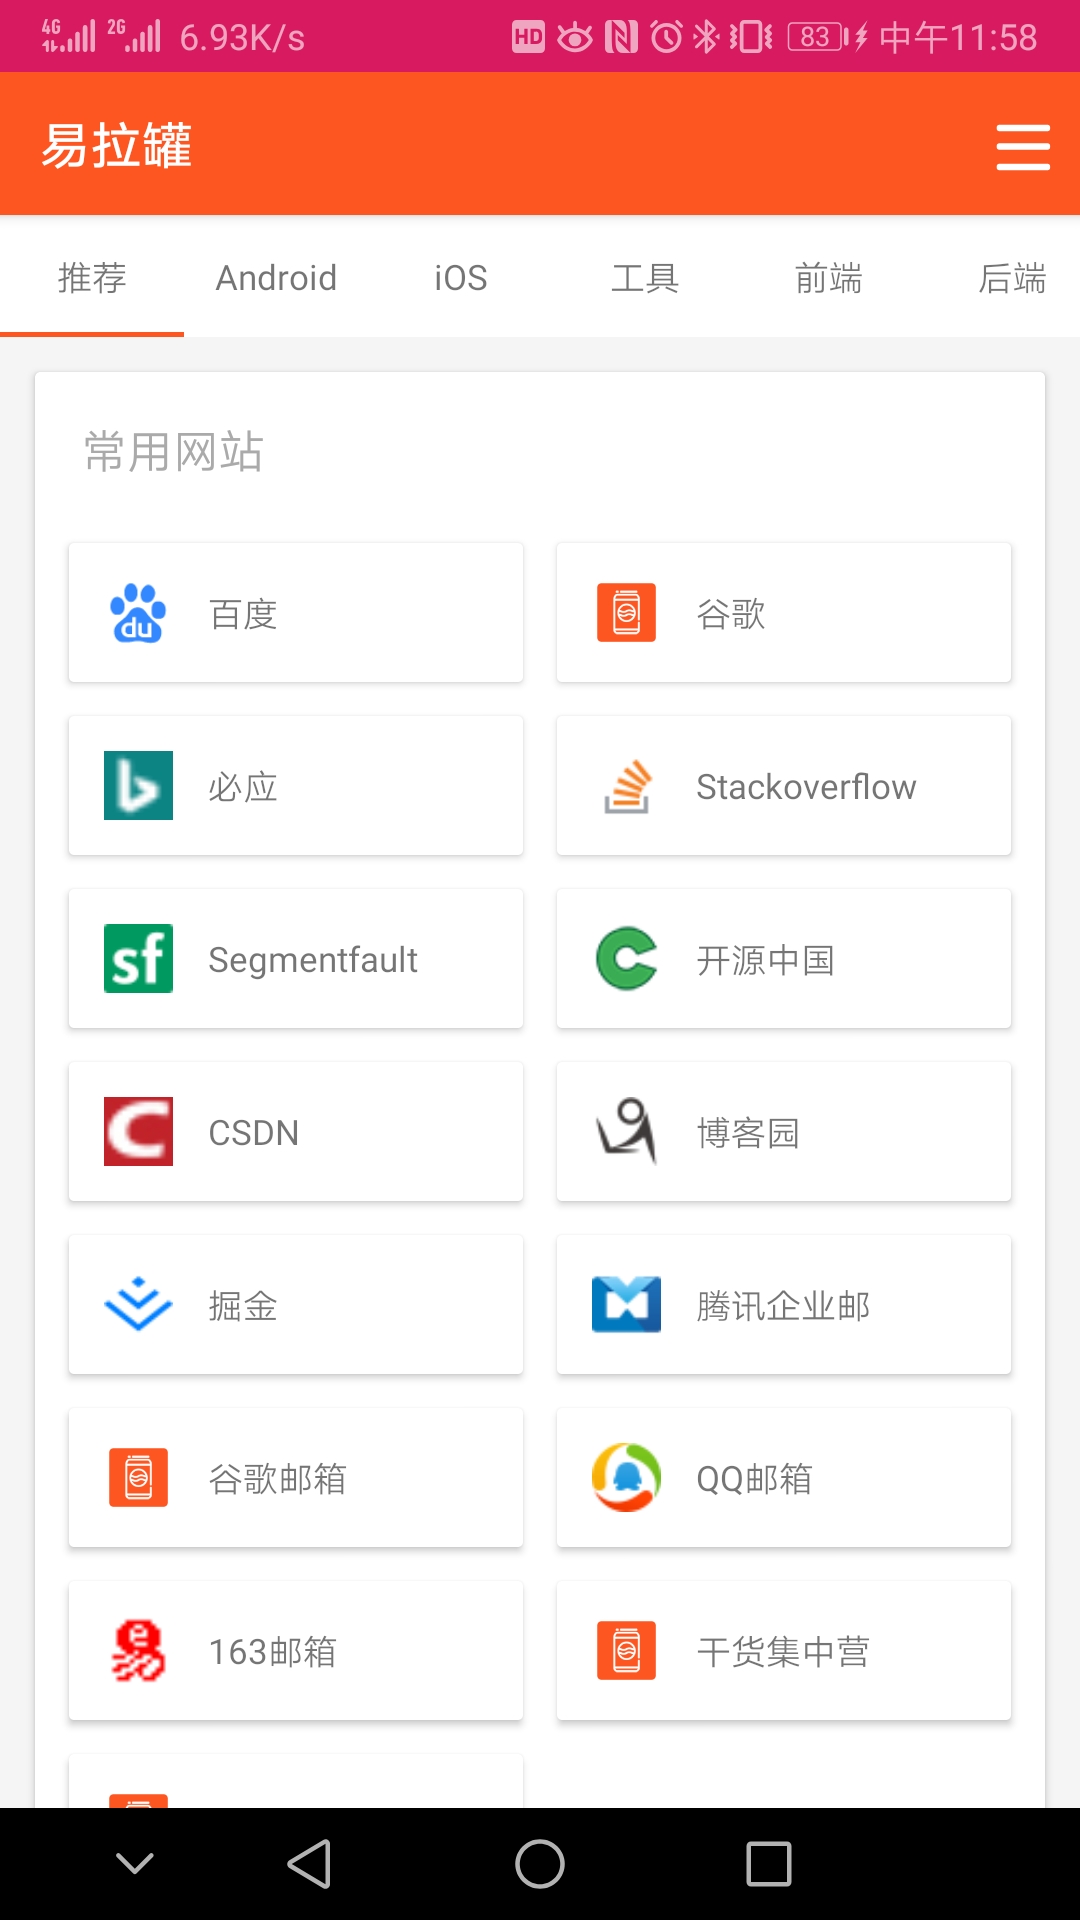 4G 2G 6.93K/s HD 83 中午11:58
易拉罐
推荐 Android iOS 工具 前端 后端
常用网站
du 百度 谷歌
b 必应 Stackoverflow
sf Segmentfault C 开源中国
C CSDN 博客园
掘金 腾讯企业邮
谷歌邮箱 QQ邮箱
163邮箱 干货集中营